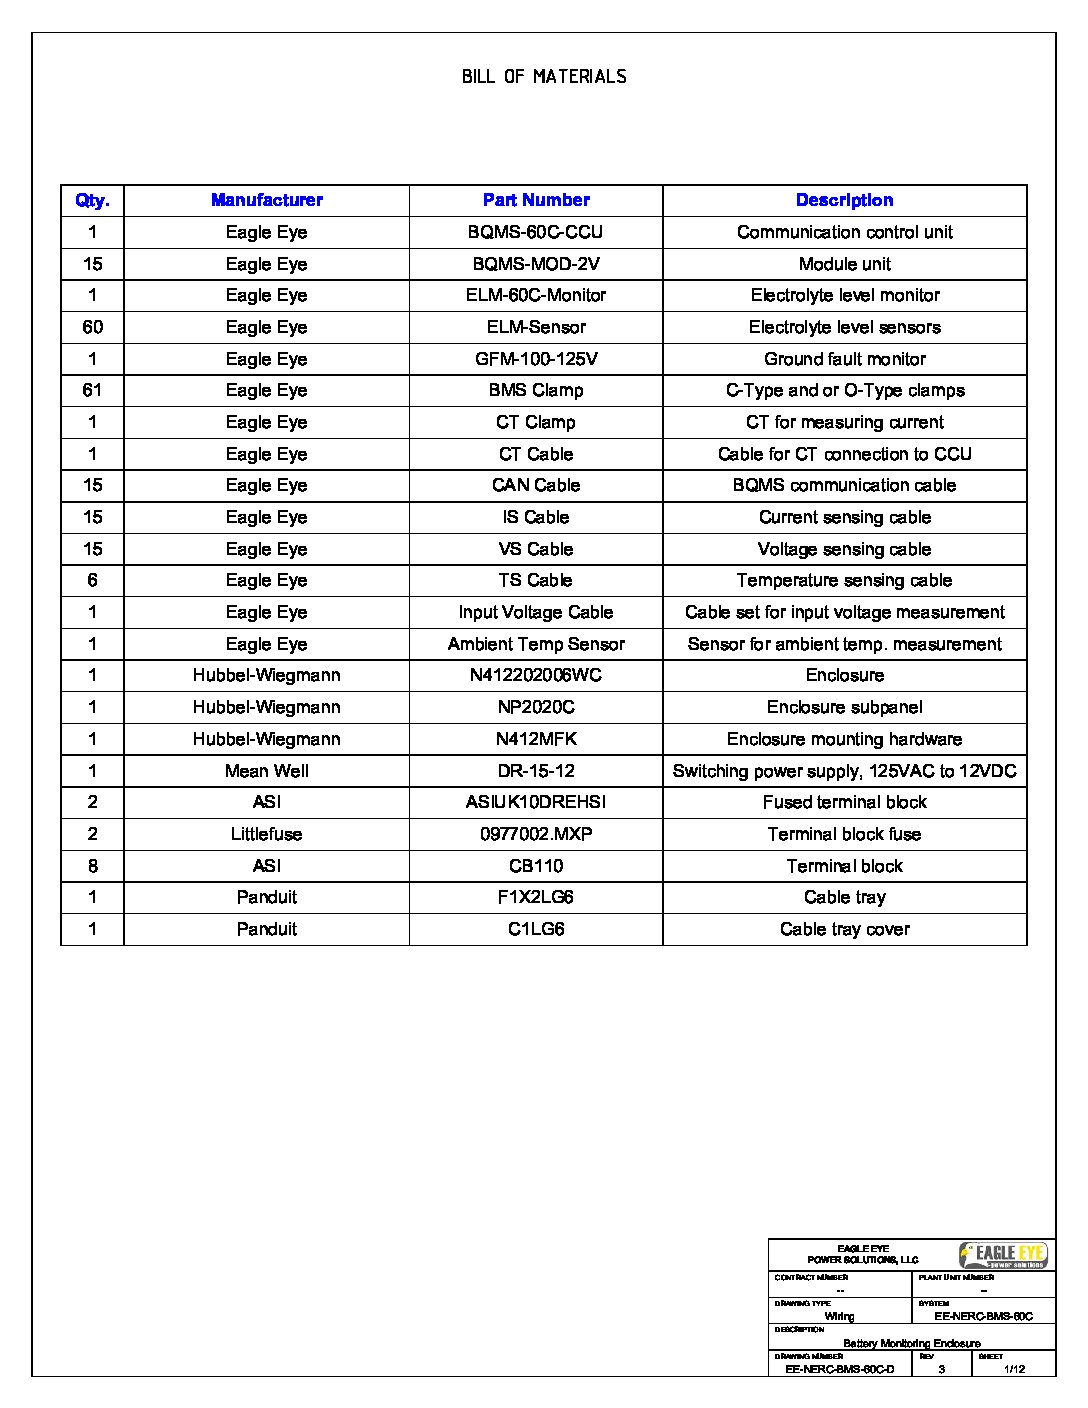 BILL OF MATERIALS
Qty. Manufacturer Part Number Description
1 Eagle Eye BQMS-60C-CCU Communication control unit
15 Eagle Eye BQMS-MOD-2V Module unit
1 Eagle Eye ELM-60C-Monitor Electrolyte level monitor
60 Eagle Eye ELM-Sensor Electrolyte level sensors
1 Eagle Eye GFM-100-125V Ground fault monitor
61 Eagle Eye BMS Clamp C-Type and or O-Type clamps
1 Eagle Eye CT Clamp CT for measuring current
1 Eagle Eye CT Cable Cable for CT connection to CCU
15 Eagle Eye CAN Cable BQMS communication cable
15 Eagle Eye IS Cable Current sensing cable
15 Eagle Eye VS Cable Voltage sensing cable
6 Eagle Eye TS Cable Temperature sensing cable
1 Eagle Eye Input Voltage Cable Cable set for input voltage measurement
1 Eagle Eye Ambient Temp Sensor Sensor for ambient temp. measurement
1 Hubbel-Wiegmann N412202006WC Enclosure
1 Hubbel-Wiegmann NP2020C Enclosure subpanel
1 Hubbel-Wiegmann N412MFK Enclosure mounting hardware
1 Mean Well DR-15-12 Switching power supply, 125VAC to 12VDC
2 ASI ASIUK10DREHSI Fused terminal block
2 Littlefuse 0977002.MXP Terminal block fuse
8 ASI CB110 Terminal block
1 Panduit F1X2LG6 Cable tray
1 Panduit C1LG6 Cable tray cover
EAGLE EYE
POWER SOLUTIONS, LLC
EAGLE EYE
power solutions
CONTRACT NUMBER PLANT UNIT NUMBER
-- --
DRAWING TYPE SYSTEM
Wiring EE-NERC-BMS-60C
DESCRIPTION
Battery Monitoring Enclosure
DRAWING NUMBER REV SHEET
EE-NERC-BMS-60C-D 3 1/12